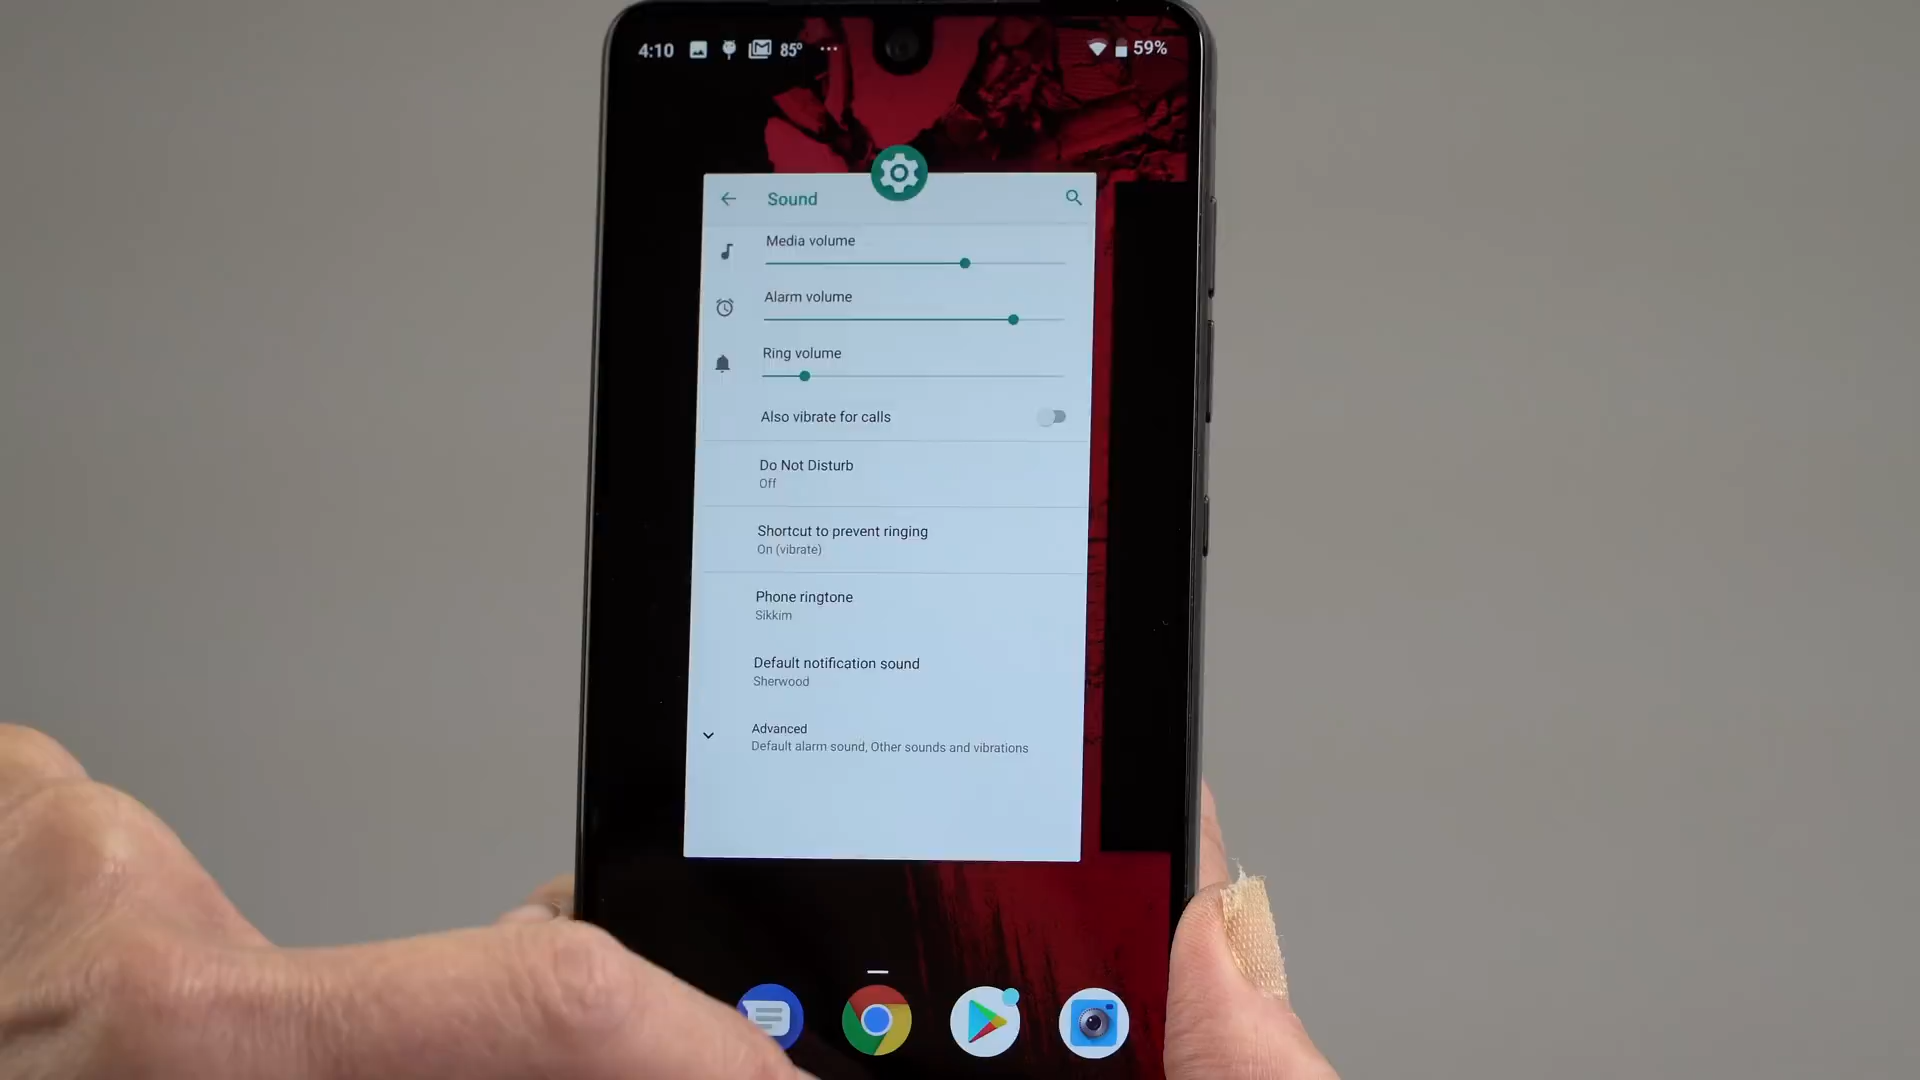 4:10 85° ... 59%
Sound
Media volume
Alarm volume
Ring volume
Also vibrate for calls
Do Not Disturb
Off
Shortcut to prevent ringing
On (vibrate)
Phone ringtone
Sikkim
Default notification sound
Sherwood
Advanced
Default alarm sound, Other sounds and vibrations